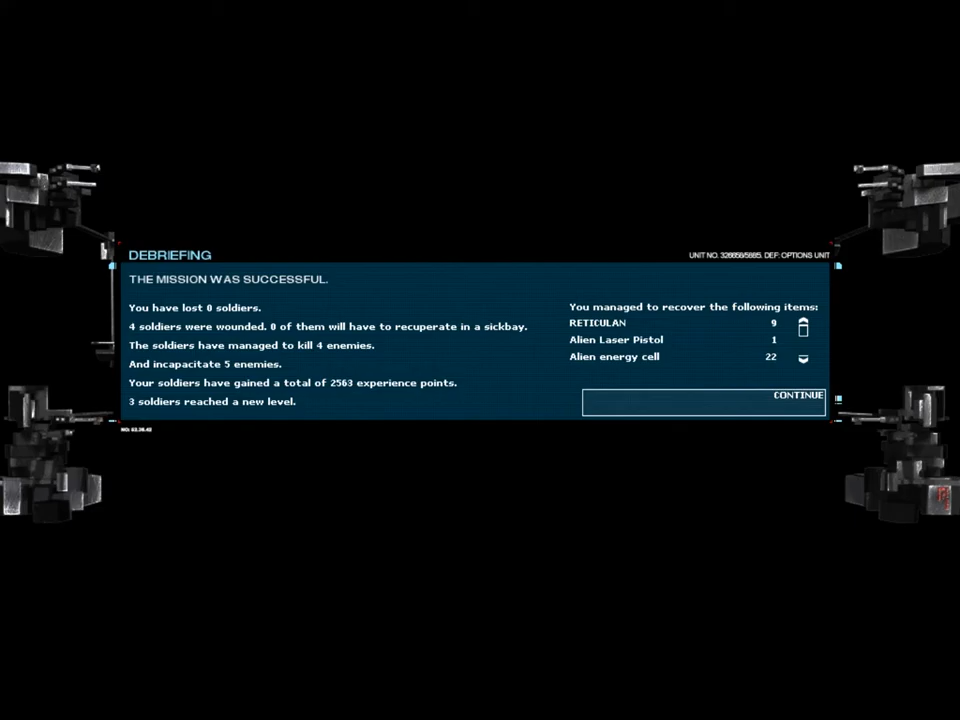 DEBRIEFING
UNIT NO. 326658/5885. DEF: OPTIONS UNIT
THE MISSION WAS SUCCESSFUL.
You have lost 0 soldiers.
4 soldiers were wounded. 0 of them will have to recuperate in a sickbay.
The soldiers have managed to kill 4 enemies.
And incapacitate 5 enemies.
Your soldiers have gained a total of 2563 experience points.
3 soldiers reached a new level.
You managed to recover the following items:
RETICULAN 9
Alien Laser Pistol 1
Alien energy cell 22
CONTINUE